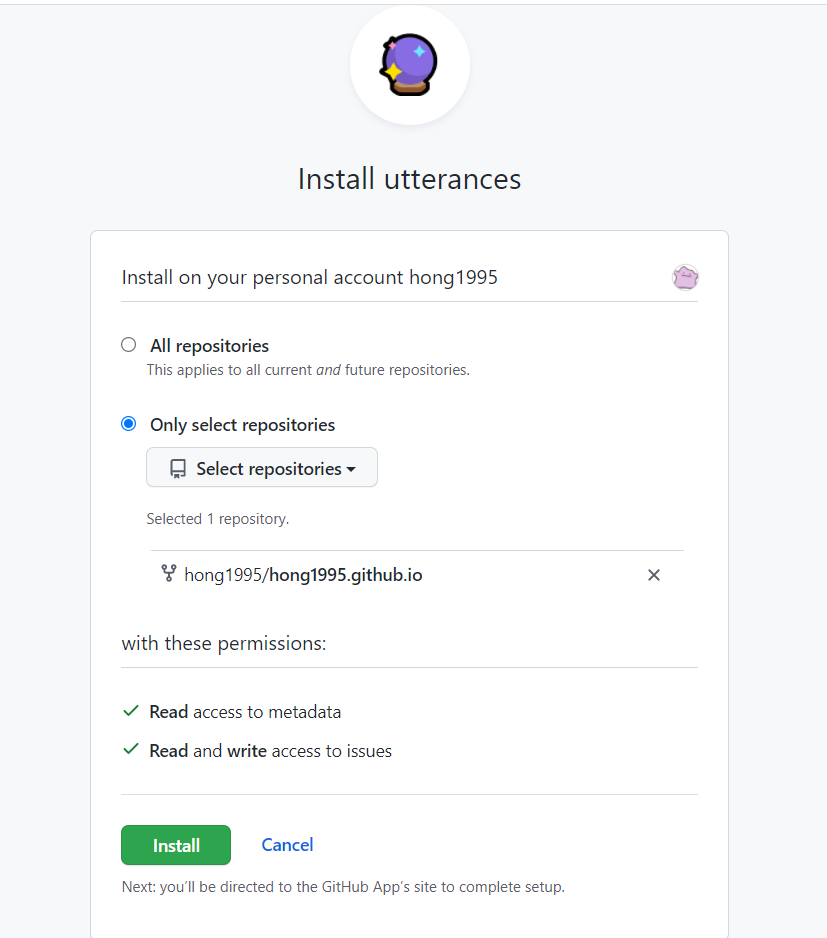 Install utterances
Install on your personal account hong1995
All repositories
This applies to all current and future repositories.
Only select repositories
Select repositories
Selected 1 repository.
hong1995/hong1995.github.io
with these permissions:
Read access to metadata
Read and write access to issues
Install Cancel
Next: you'll be directed to the GitHub App's site to complete setup.